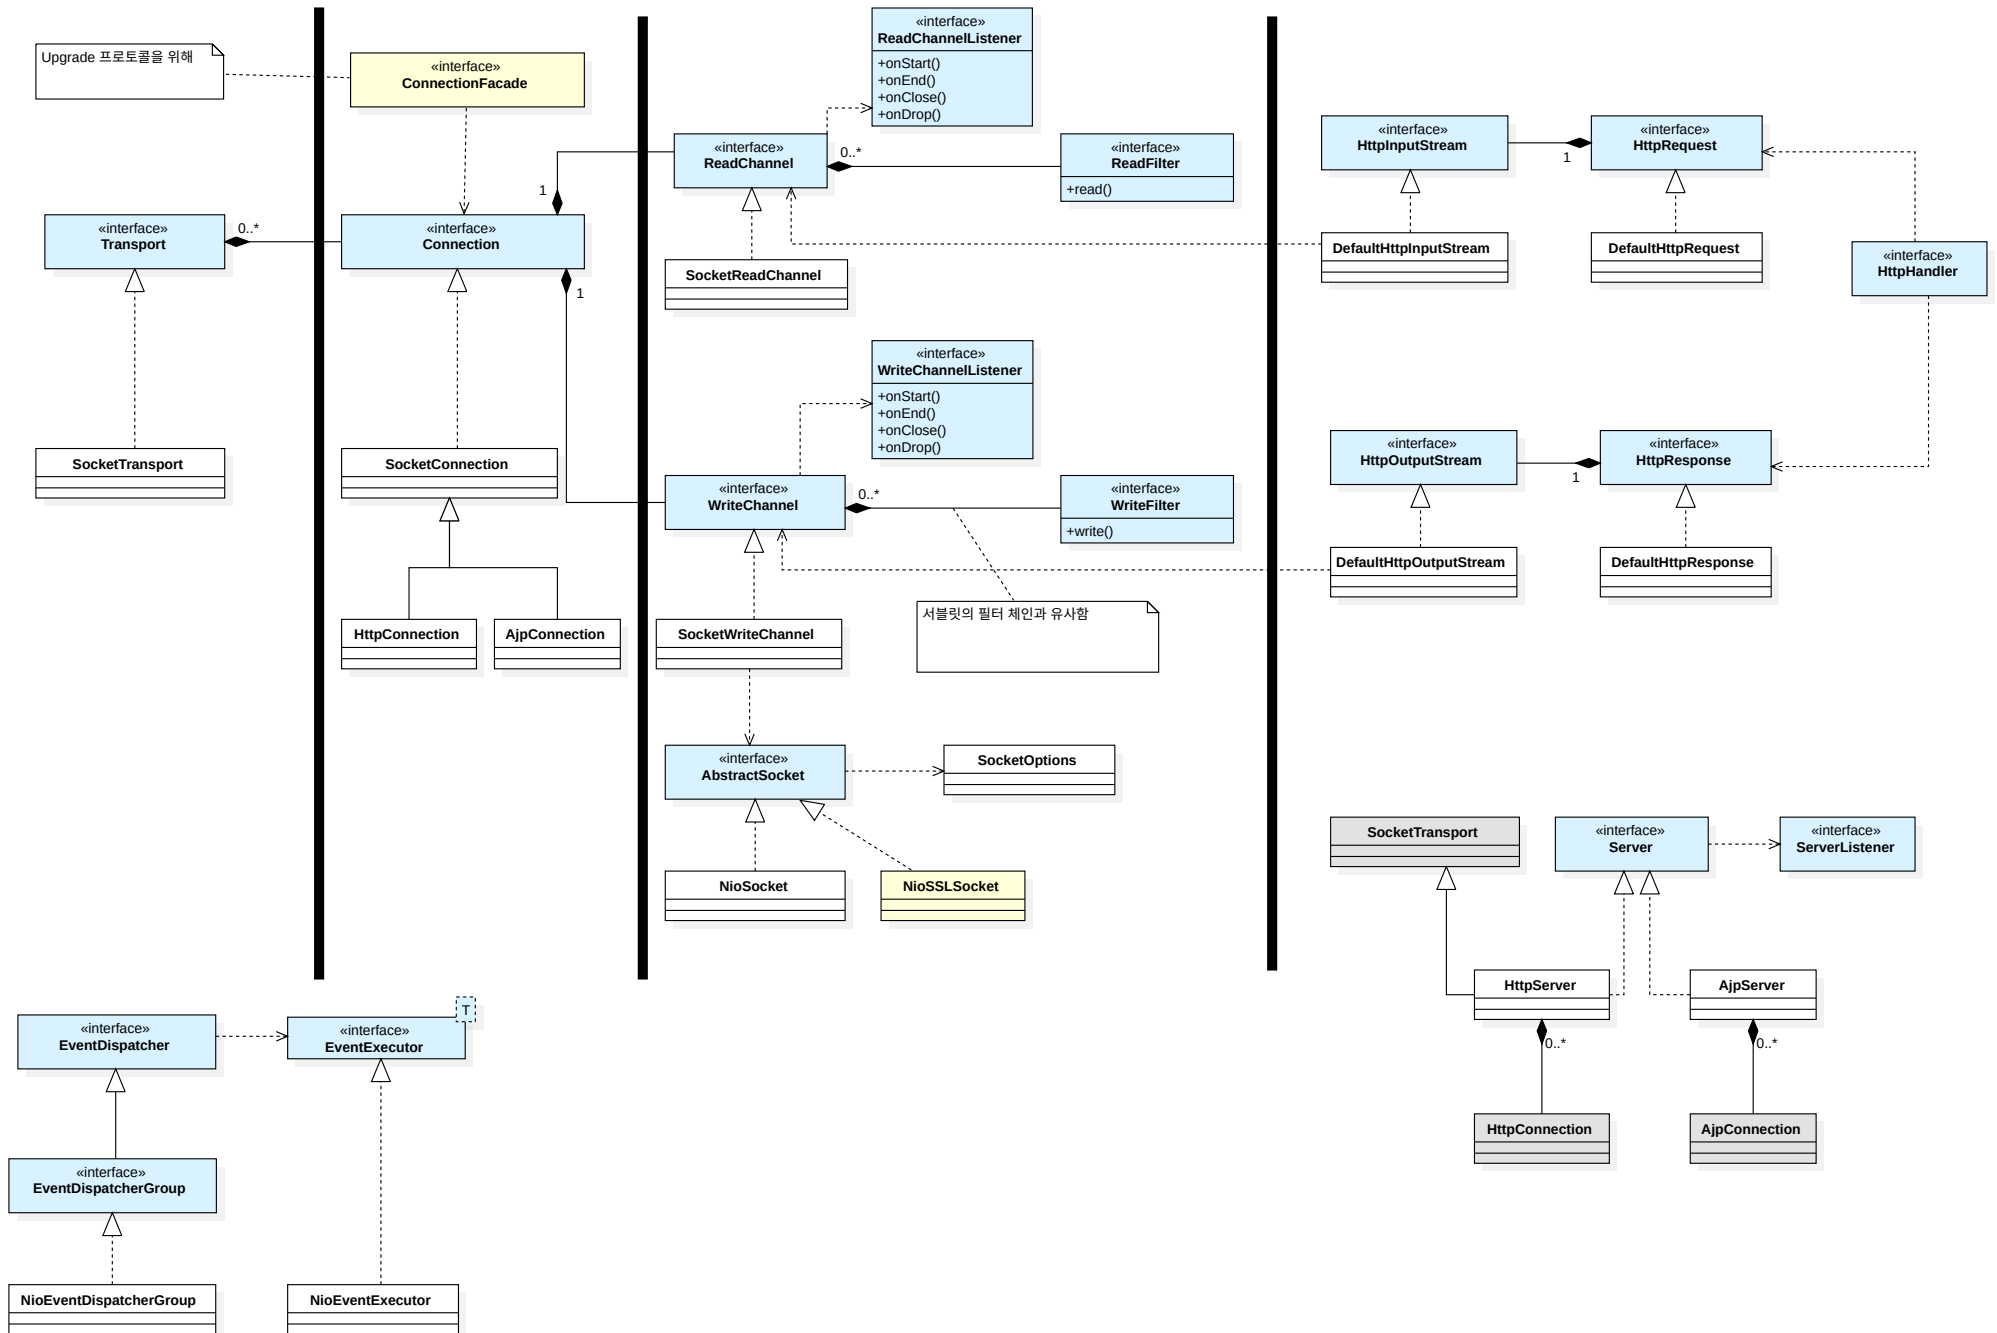 Upgrade 프로토콜을 위해
«interface»
ConnectionFacade
«interface»
Transport
0..*
SocketTransport
«interface»
Connection
1
1
SocketConnection
HttpConnection
AjpConnection
«interface»
ReadChannelListener
+onStart()
+onEnd()
+onClose()
+onDrop()
«interface»
ReadChannel
0..*
«interface»
ReadFilter
+read()
SocketReadChannel
«interface»
WriteChannelListener
+onStart()
+onEnd()
+onClose()
+onDrop()
«interface»
WriteChannel
0..*
«interface»
WriteFilter
+write()
서블릿의 필터 체인과 유사함
SocketWriteChannel
«interface»
AbstractSocket
SocketOptions
NioSocket
NioSSLSocket
«interface»
HttpInputStream
1
«interface»
HttpRequest
DefaultHttpInputStream
DefaultHttpRequest
«interface»
HttpHandler
«interface»
HttpOutputStream
1
«interface»
HttpResponse
DefaultHttpOutputStream
DefaultHttpResponse
SocketTransport
«interface»
Server
«interface»
ServerListener
HttpServer
AjpServer
0..*
0..*
HttpConnection
AjpConnection
«interface»
EventDispatcher
T
«interface»
EventExecutor
«interface»
EventDispatcherGroup
NioEventDispatcherGroup
NioEventExecutor